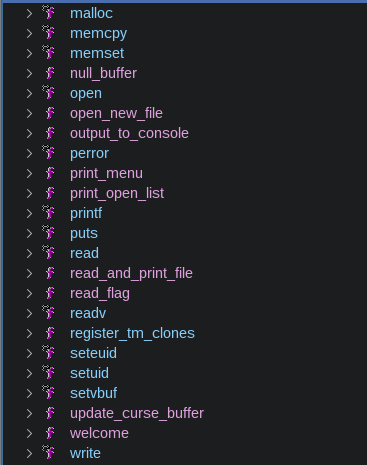 malloc
memcpy
memset
null_buffer
open
open_new_file
output_to_console
perror
print_menu
print_open_list
printf
puts
read
read_and_print_file
read_flag
readv
register_tm_clones
seteuid
setuid
setvbuf
update_curse_buffer
welcome
write